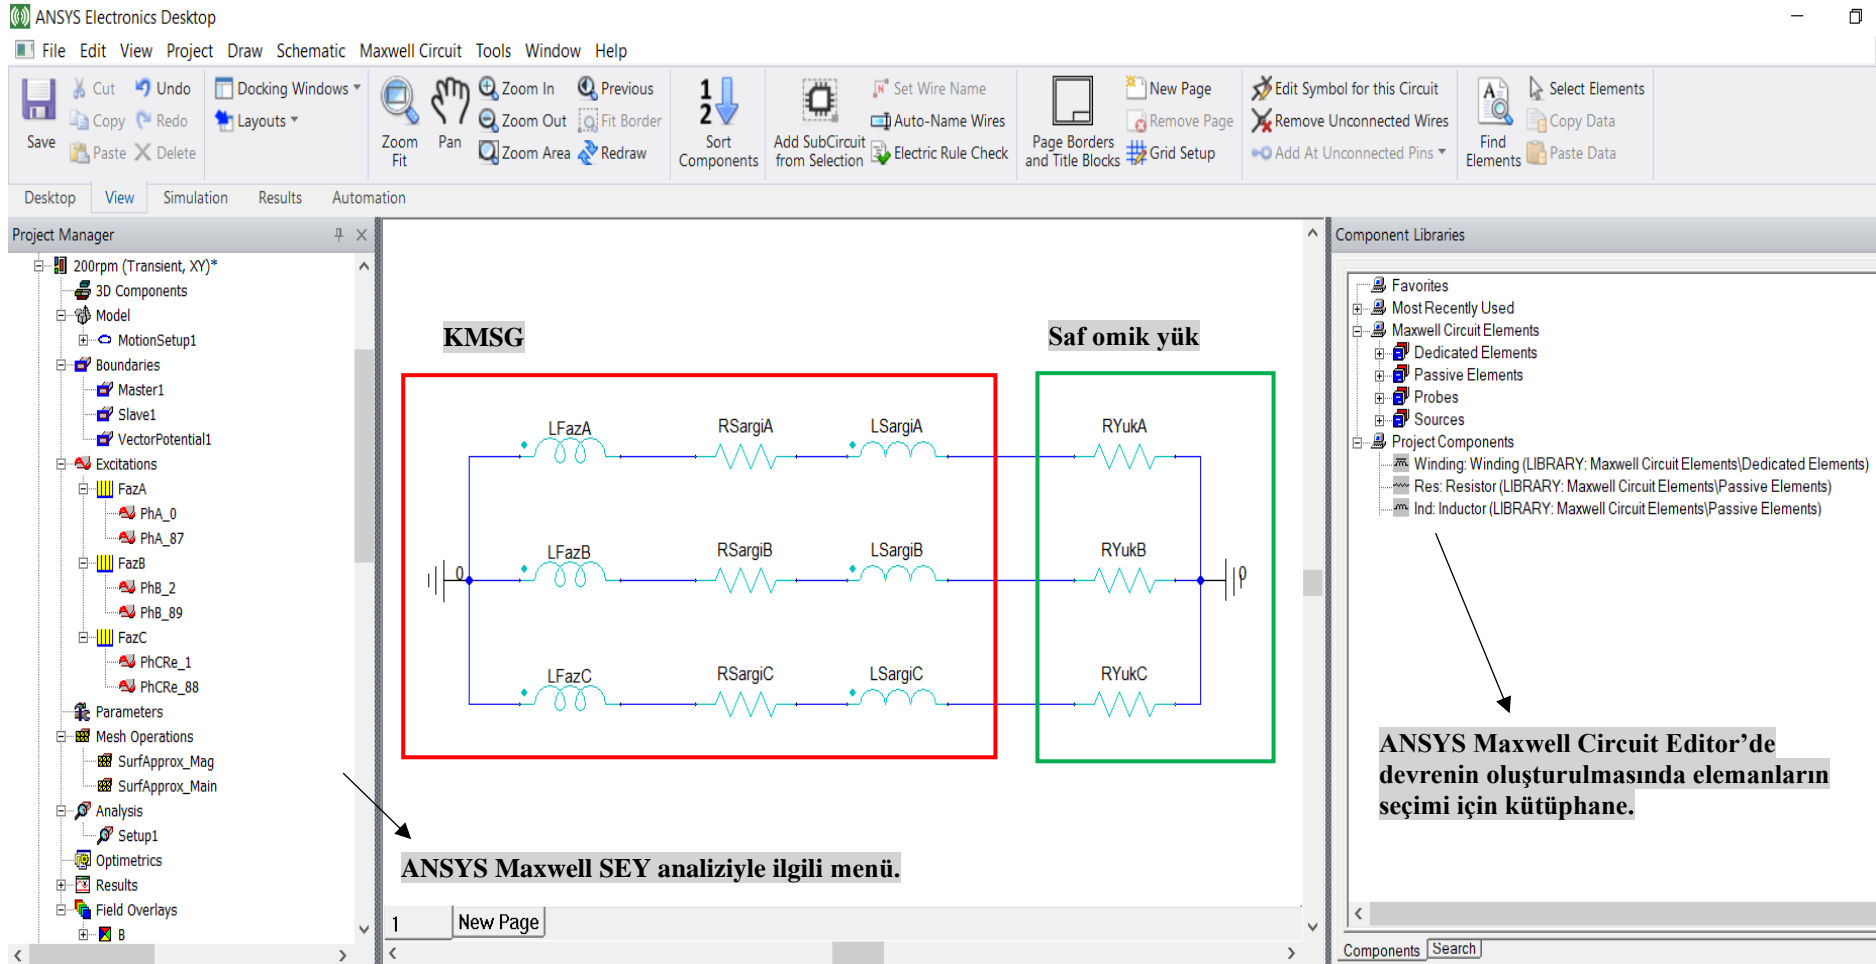 ANSYS Electronics Desktop
File Edit View Project Draw Schematic Maxwell Circuit Tools Window Help
Save
Cut
Copy
Paste
Undo
Redo
Delete
Docking Windows
Layouts
Zoom Fit
Pan
Zoom In
Zoom Out
Zoom Area
Previous
Fit Border
Redraw
1
2
Sort
Components
Add SubCircuit
from Selection
Set Wire Name
Auto-Name Wires
Electric Rule Check
Page Borders
and Title Blocks
New Page
Remove Page
Grid Setup
Edit Symbol for this Circuit
Remove Unconnected Wires
Add At Unconnected Pins
Find
Elements
Select Elements
Copy Data
Paste Data
Desktop View Simulation Results Automation
Project Manager
200rpm (Transient, XY)*
3D Components
Model
MotionSetup1
Boundaries
Master1
Slave1
VectorPotential1
Excitations
FazA
PhA_0
PhA_87
FazB
PhB_2
PhB_89
FazC
PhCRe_1
PhCRe_88
Parameters
Mesh Operations
SurfApprox_Mag
SurfApprox_Main
Analysis
Setup1
Optimetrics
Results
Field Overlays
B
KMSG
Saf omik yük
LFazA RSargiA LSargiA RYukA
LFazB RSargiB LSargiB RYukB
0 0
LFazC RSargiC LSargiC RYukC
ANSYS Maxwell SEY analiziyle ilgili menü.
1 New Page
Component Libraries
Favorites
Most Recently Used
Maxwell Circuit Elements
Dedicated Elements
Passive Elements
Probes
Sources
Project Components
Winding: Winding (LIBRARY: Maxwell Circuit Elements\Dedicated Elements)
Res: Resistor (LIBRARY: Maxwell Circuit Elements\Passive Elements)
Ind: Inductor (LIBRARY: Maxwell Circuit Elements\Passive Elements)
ANSYS Maxwell Circuit Editor’de
devrenin oluşturulmasında elemanların
seçimi için kütüphane.
Components Search